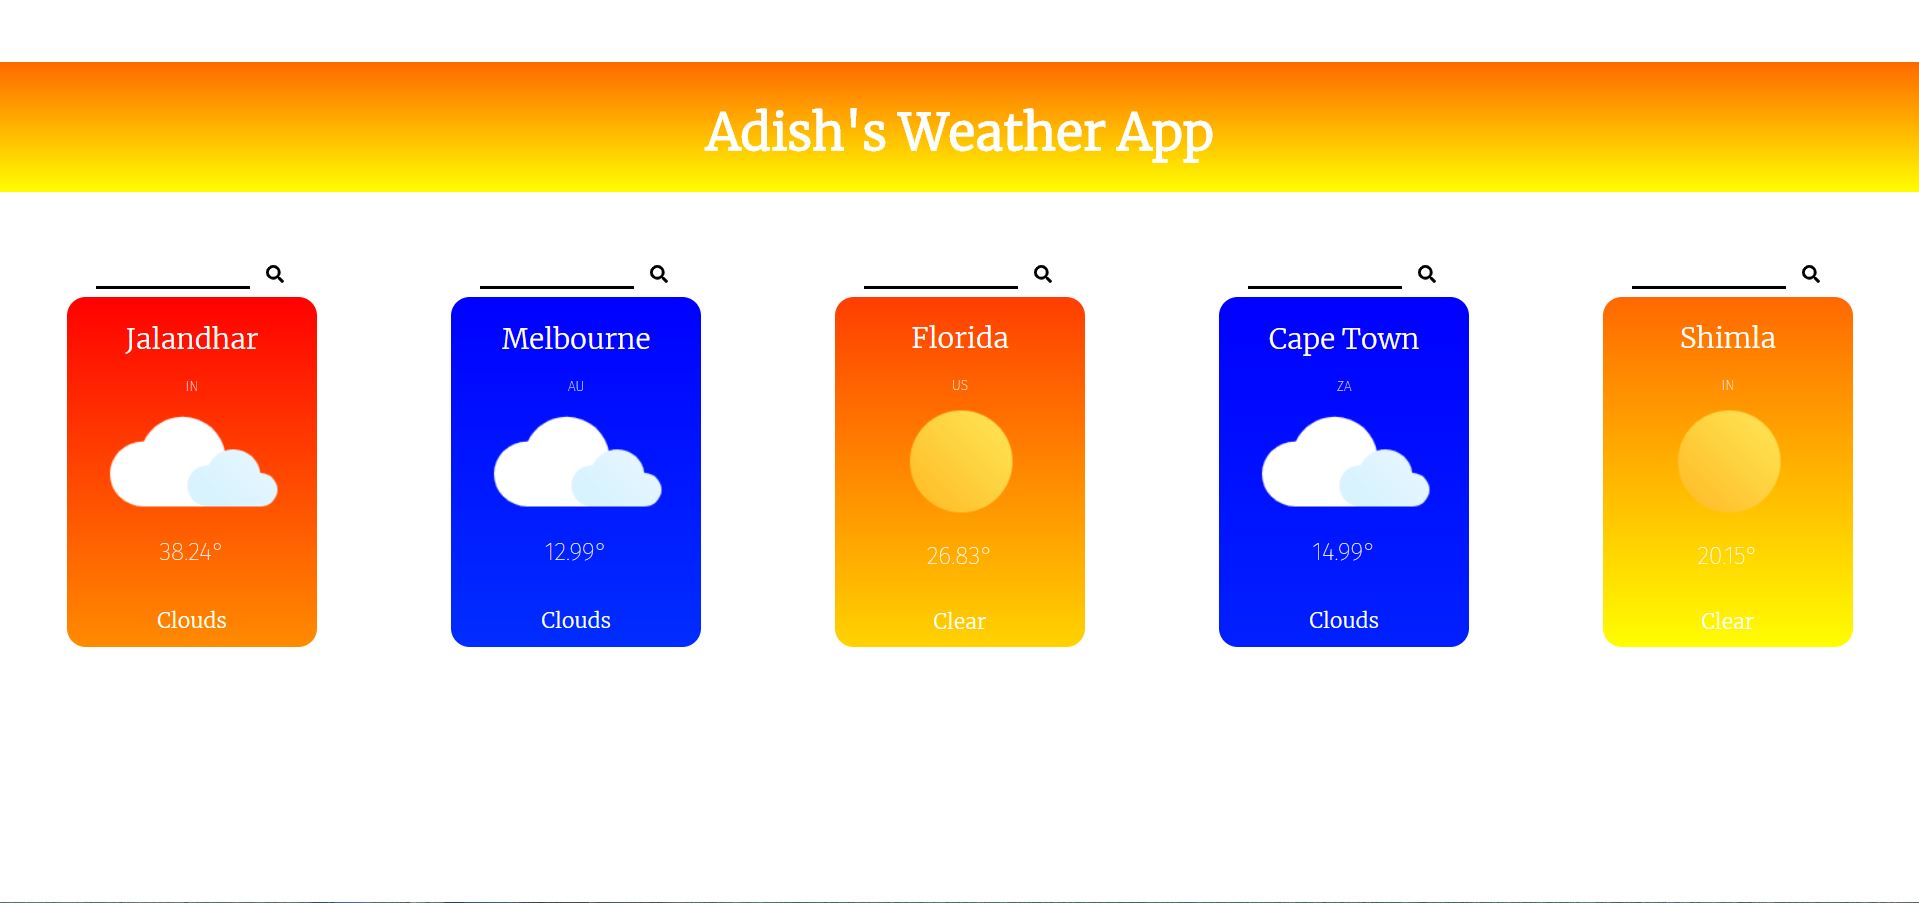 Adish's Weather App
Jalandhar
IN
38.24°
Clouds
Melbourne
AU
12.99°
Clouds
Florida
US
26.83°
Clear
Cape Town
ZA
14.99°
Clouds
Shimla
IN
20.15°
Clear